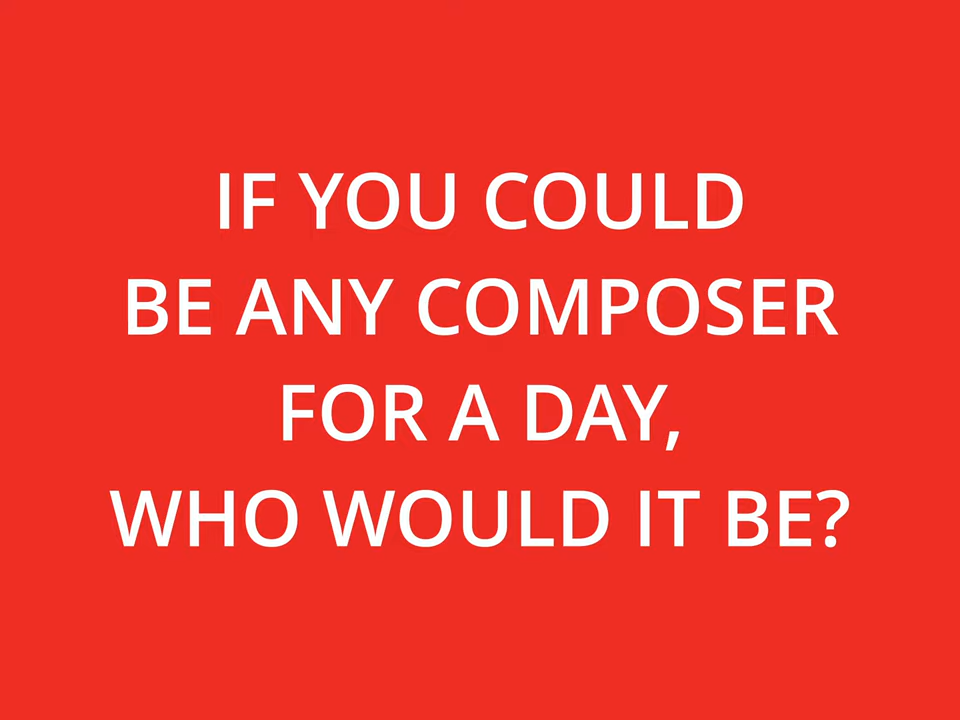 IF YOU COULD
BE ANY COMPOSER
FOR A DAY,
WHO WOULD IT BE?